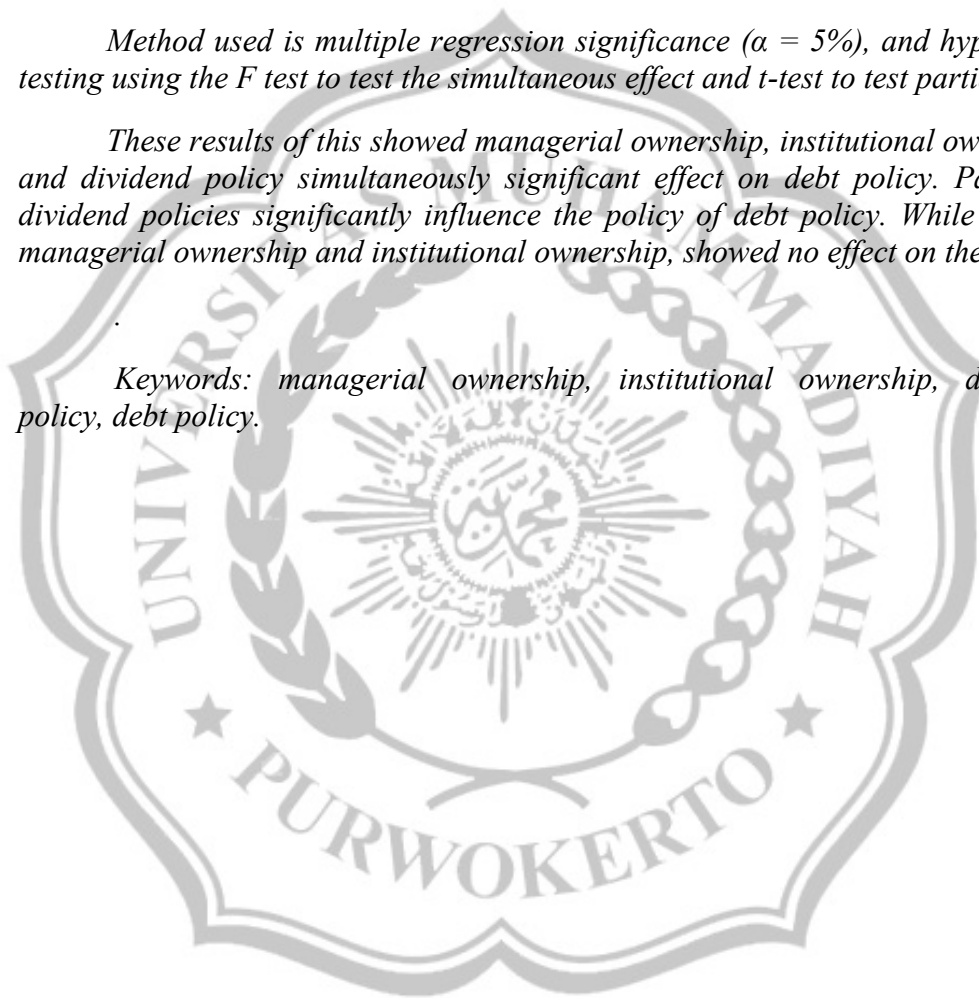 Method used is multiple regression significance (α = 5%), and hyp
testing using the F test to test the simultaneous effect and t-test to test parti
These results of this showed managerial ownership, institutional ow
and dividend policy simultaneously significant effect on debt policy. Pa
dividend policies significantly influence the policy of debt policy. While
managerial ownership and institutional ownership, showed no effect on the
.
Keywords: managerial ownership, institutional ownership, d
policy, debt policy.
UNIVERSITAS MUHAMMADIYAH
PURWOKERTO